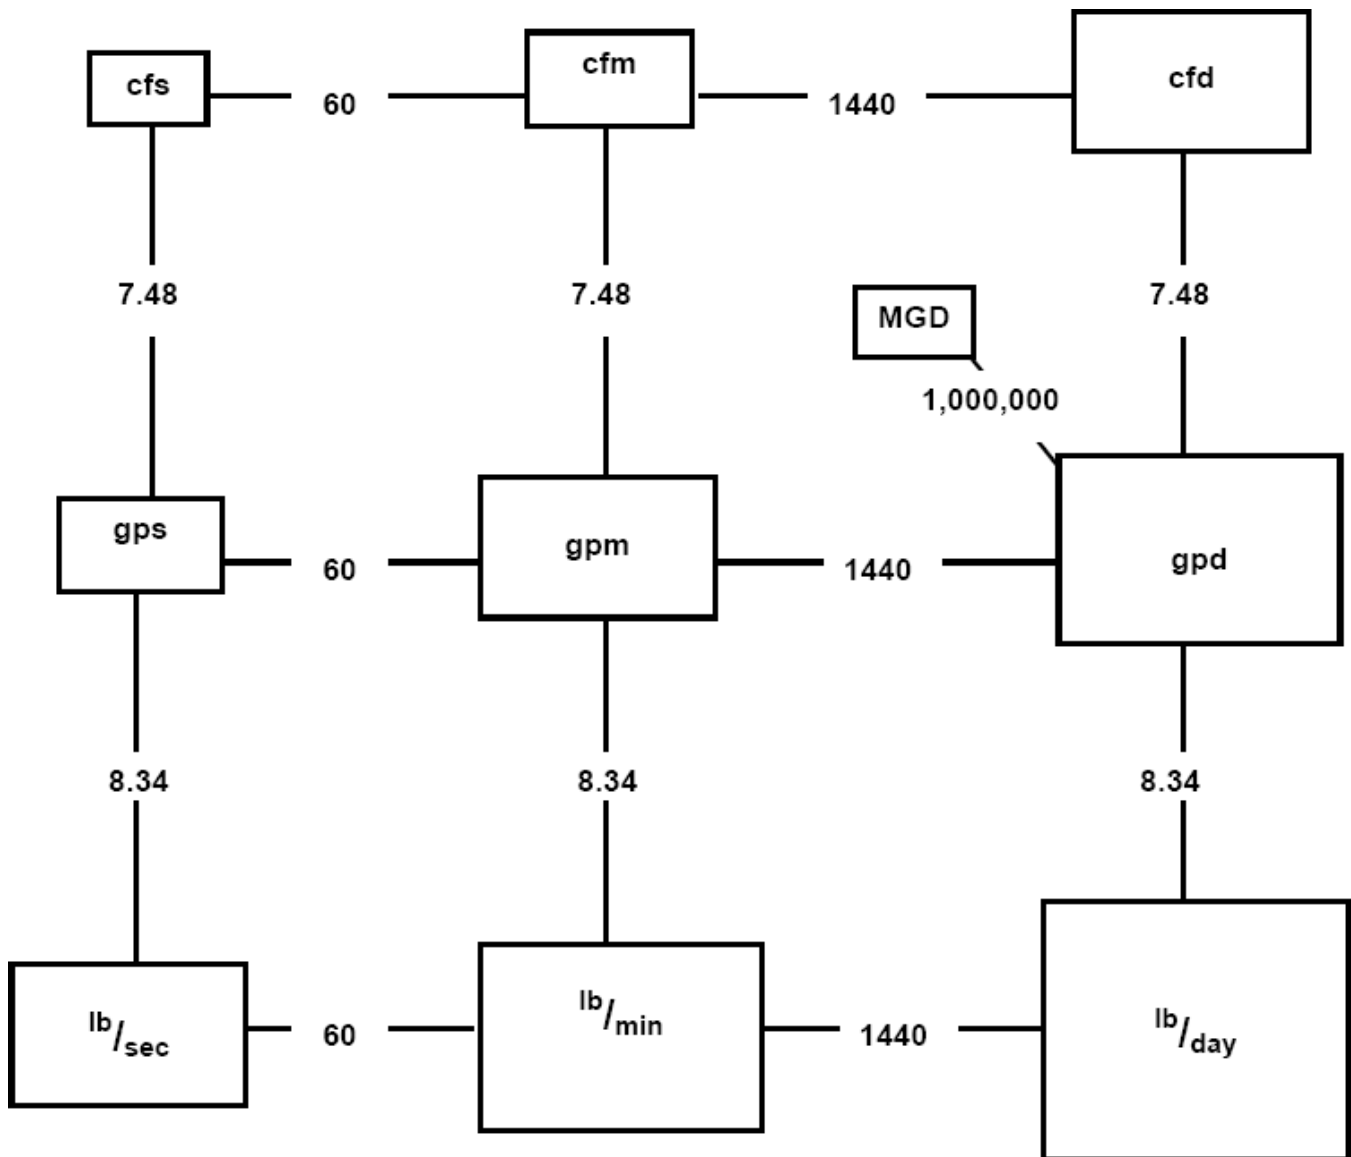 cfs
60
cfm
1440
cfd
7.48
7.48
7.48
MGD
1,000,000
gps
60
gpm
1440
gpd
8.34
8.34
8.34
lb/sec
60
lb/min
1440
lb/day